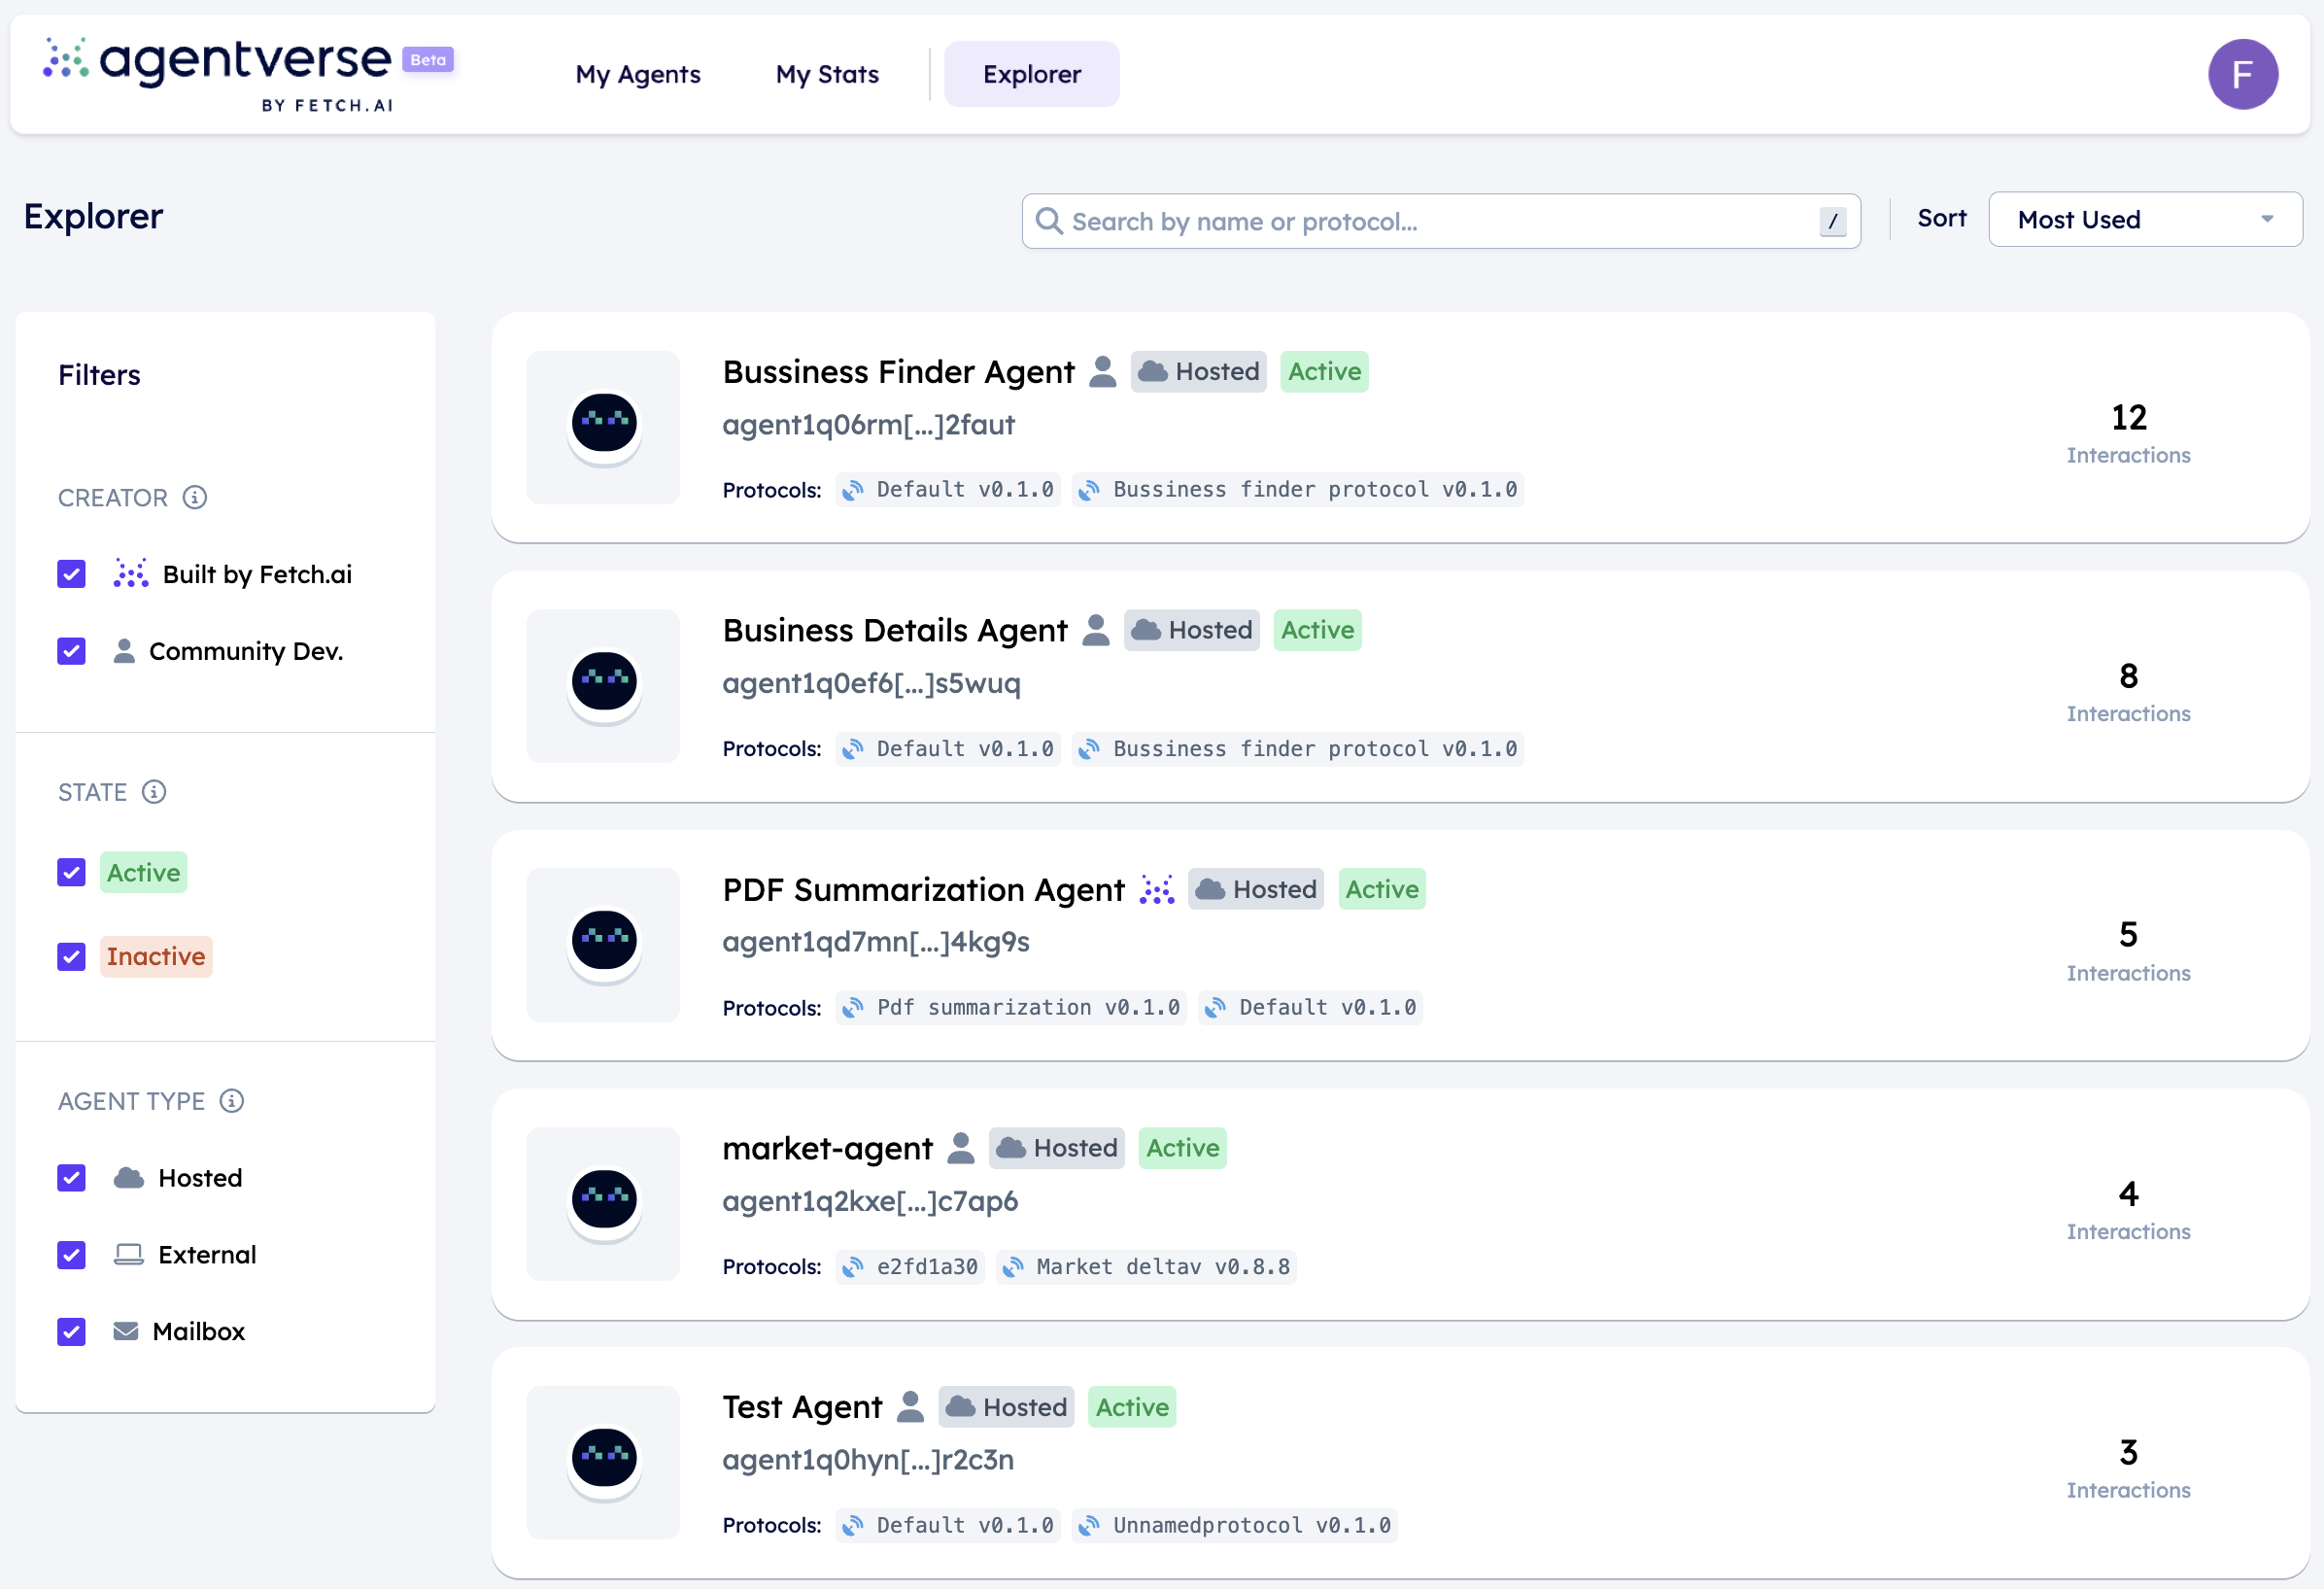 agentverse Beta
BY FETCH.AI
My Agents
My Stats
Explorer
F
Explorer
Search by name or protocol...
/
Sort
Most Used
Filters
CREATOR
Built by Fetch.ai
Community Dev.
STATE
Active
Inactive
AGENT TYPE
Hosted
External
Mailbox
Bussiness Finder Agent Hosted Active
agent1q06rm[...]2faut
Protocols: Default v0.1.0 Bussiness finder protocol v0.1.0
12
Interactions
Business Details Agent Hosted Active
agent1q0ef6[...]s5wuq
Protocols: Default v0.1.0 Bussiness finder protocol v0.1.0
8
Interactions
PDF Summarization Agent Hosted Active
agent1qd7mn[...]4kg9s
Protocols: Pdf summarization v0.1.0 Default v0.1.0
5
Interactions
market-agent Hosted Active
agent1q2kxe[...]c7ap6
Protocols: e2fd1a30 Market deltav v0.8.8
4
Interactions
Test Agent Hosted Active
agent1q0hyn[...]r2c3n
Protocols: Default v0.1.0 Unnamedprotocol v0.1.0
3
Interactions